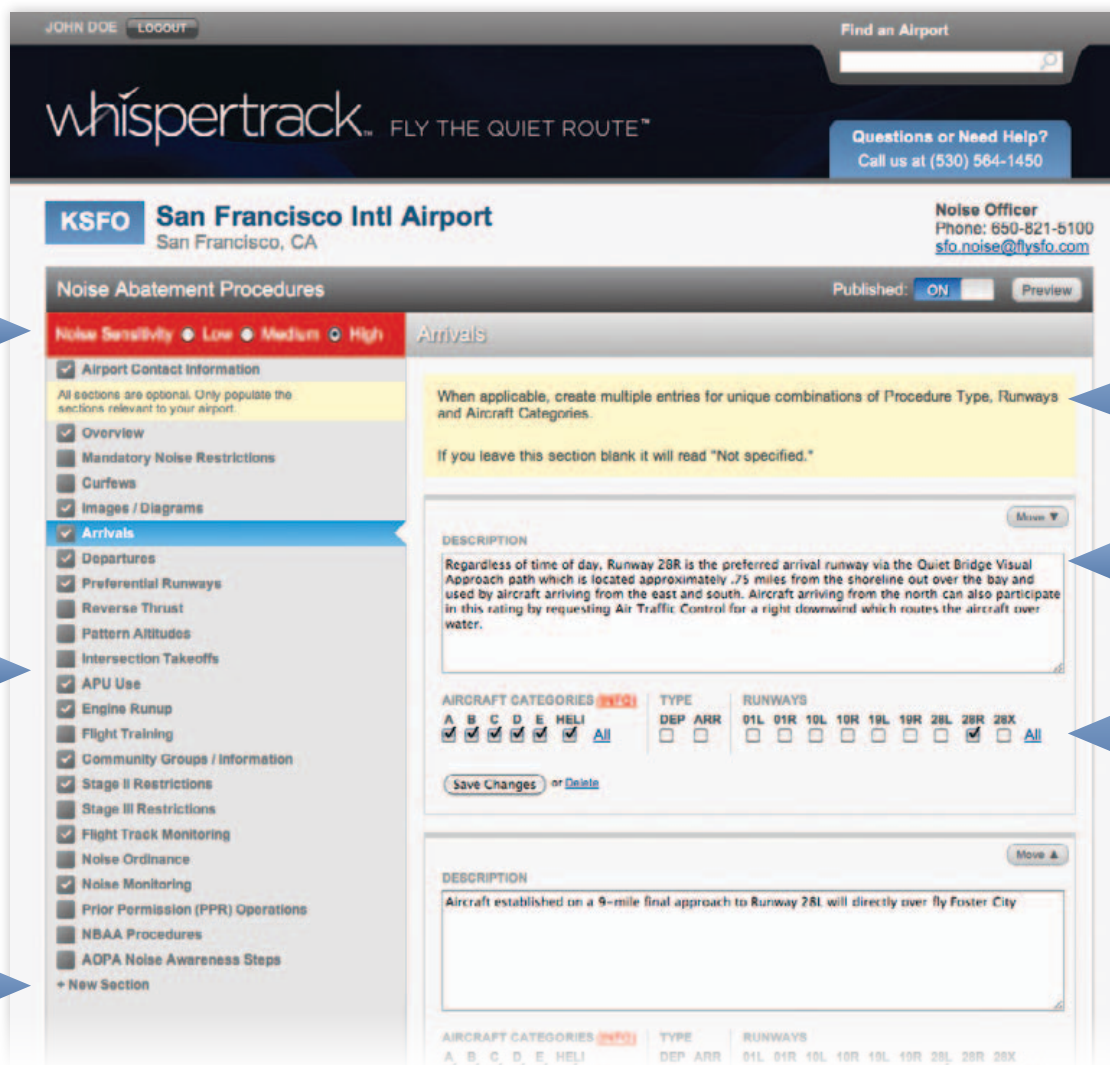 JOHN DOE LOGOUT
Find an Airport
whispertrack™ FLY THE QUIET ROUTE™
Questions or Need Help?
Call us at (530) 564-1450
KSFO
San Francisco Intl Airport
San Francisco, CA
Noise Officer
Phone: 650-821-5100
sfo.noise@flysfo.com
Noise Abatement Procedures
Published: ON Preview
Noise Sensitivity Low Medium High
Airport Contact Information
All sections are optional. Only populate the
sections relevant to your airport.
Overview
Mandatory Noise Restrictions
Curfews
Images / Diagrams
Arrivals
Departures
Preferential Runways
Reverse Thrust
Pattern Altitudes
Intersection Takeoffs
APU Use
Engine Runup
Flight Training
Community Groups / Information
Stage II Restrictions
Stage III Restrictions
Flight Track Monitoring
Noise Ordinance
Noise Monitoring
Prior Permission (PPR) Operations
NBAA Procedures
AOPA Noise Awareness Steps
+ New Section
Arrivals
When applicable, create multiple entries for unique combinations of Procedure Type, Runways
and Aircraft Categories.
If you leave this section blank it will read "Not specified."
Move ▼
DESCRIPTION
Regardless of time of day, Runway 28R is the preferred arrival runway via the Quiet Bridge Visual
Approach path which is located approximately .75 miles from the shoreline out over the bay and
used by aircraft arriving from the east and south. Aircraft arriving from the north can also participate
in this rating by requesting Air Traffic Control for a right downwind which routes the aircraft over
water.
AIRCRAFT CATEGORIES (INFO) TYPE RUNWAYS
A B C D E HELI DEP ARR 01L 01R 10L 10R 19L 19R 28L 28R 28X
All All
Save Changes or Delete
Move ▲
DESCRIPTION
Aircraft established on a 9-mile final approach to Runway 28L will directly over fly Foster City
AIRCRAFT CATEGORIES (INFO) TYPE RUNWAYS
A B C D E HELI DEP ARR 01L 01R 10L 10R 19L 19R 28L 28R 28X